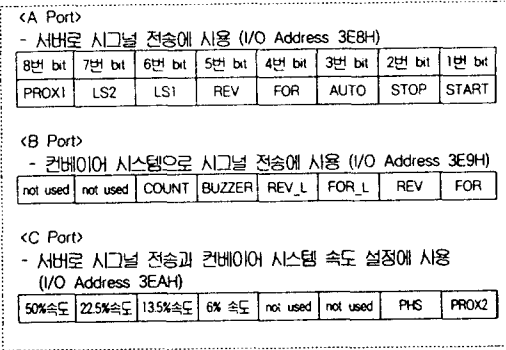 <A Port>
- 서버로 시그널 전송에 사용 (I/O Address 3E8H)
8번 bit 7번 bit 6번 bit 5번 bit 4번 bit 3번 bit 2번 bit 1번 bit
PROX1 LS2 LS1 REV FOR AUTO STOP START
<B Port>
- 컨베이어 시스템으로 시그널 전송에 사용 (I/O Address 3E9H)
not used not used COUNT BUZZER REV_L FOR_L REV FOR
<C Port>
- 서버로 시그널 전송과 컨베이어 시스템 속도 설정에 사용
(I/O Address 3EAH)
50%속도 22.5%속도 13.5%속도 6% 속도 not used not used PHS PROX2